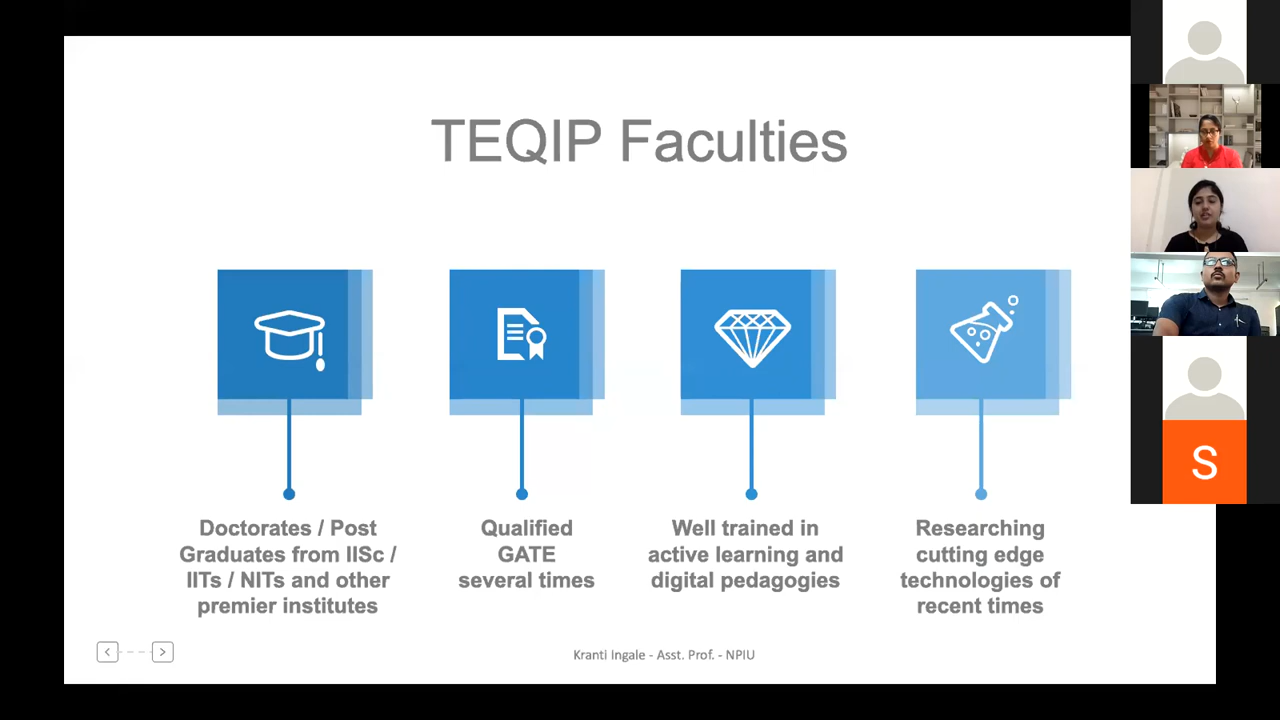 TEQIP Faculties
Doctorates / Post
Graduates from IISc /
IITs / NITs and other
premier institutes
Qualified
GATE
several times
Well trained in
active learning and
digital pedagogies
Researching
cutting edge
technologies of
recent times
Kranti Ingale - Asst. Prof. - NPIU
S